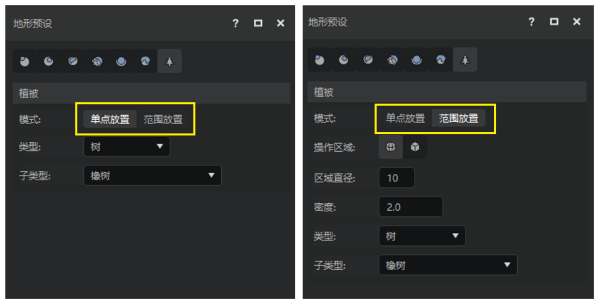 地形预设 ?
植被
模式: 单点放置 范围放置
类型: 树
子类型: 橡树
地形预设 ?
植被
模式: 单点放置 范围放置
操作区域:
区域直径: 10
密度: 2.0
类型: 树
子类型: 橡树